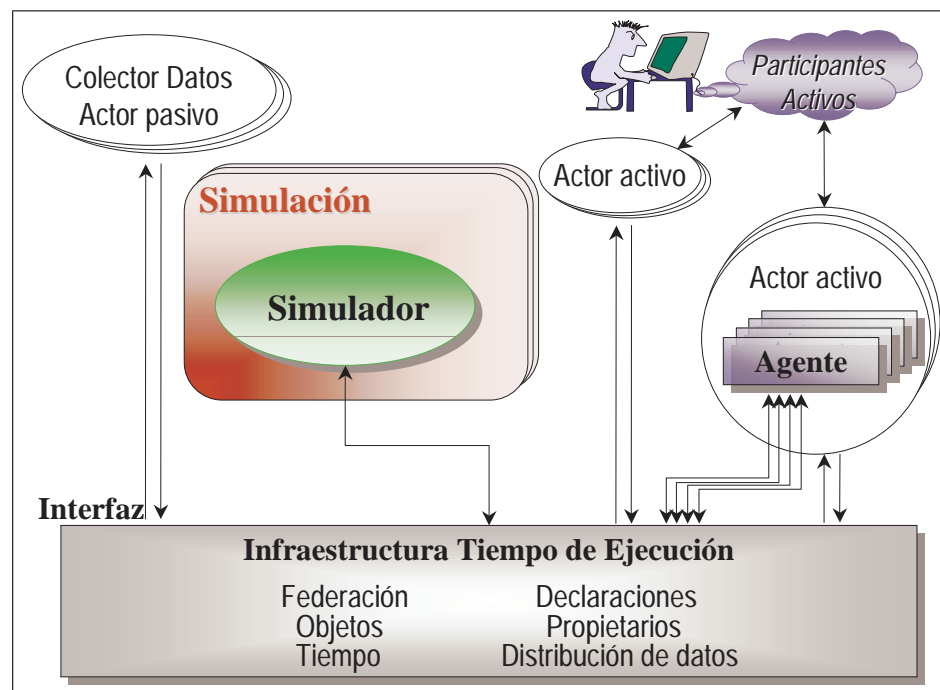 Colector Datos
Actor pasivo
Participantes
Activos
Simulación
Simulador
Actor activo
Actor activo
Agente
Interfaz
Infraestructura Tiempo de Ejecución
Federación
Objetos
Tiempo
Declaraciones
Propietarios
Distribución de datos